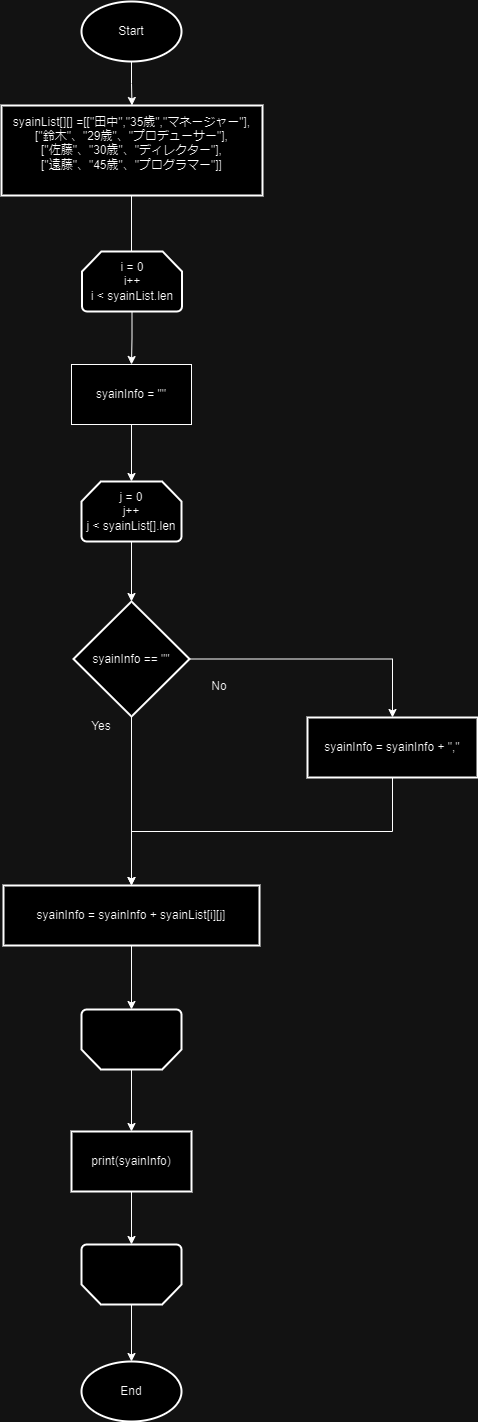 Start
syainList[][] =[["田中","35歳","マネージャー"],
["鈴木"、"29歳"、"プロデューサー"],
["佐藤"、"30歳"、"ディレクター"],
["遠藤"、"45歳"、"プログラマー"]]
i = 0
i++
i < syainList.len
syainInfo = ""
j = 0
j++
j < syainList[].len
syainInfo == ""
No
Yes
syainInfo = syainInfo + ","
syainInfo = syainInfo + syainList[i][j]
print(syainInfo)
End